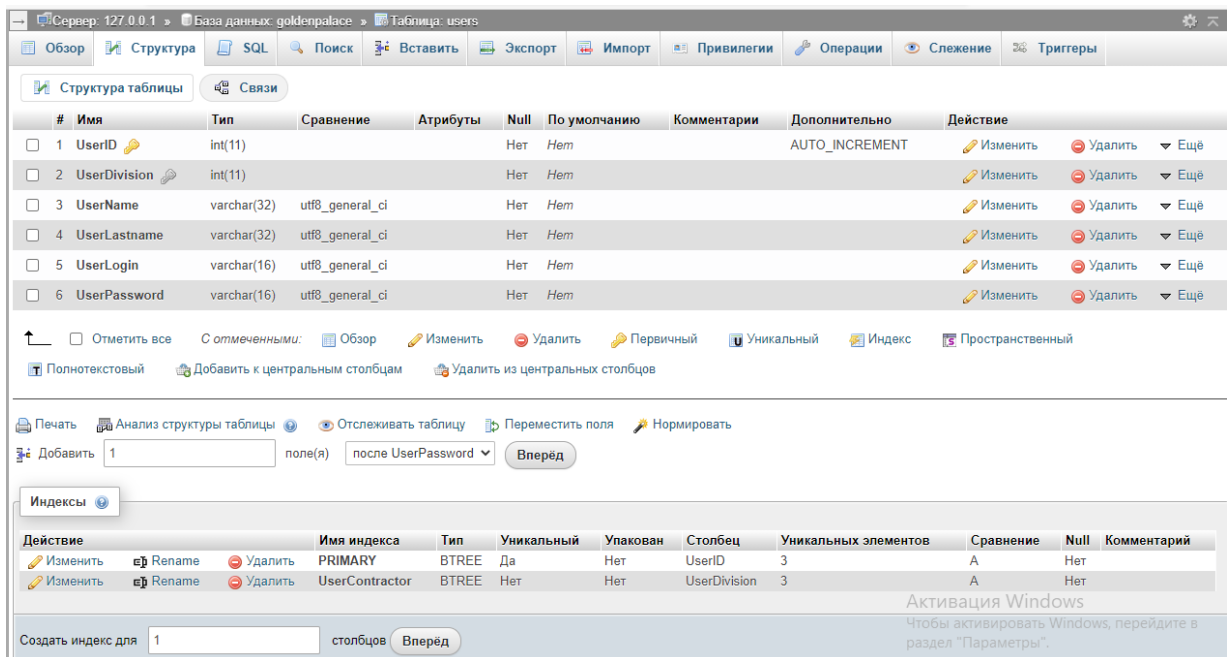 Сервер: 127.0.0.1 » База данных: goldenpalace » Таблица: users
Обзор Структура SQL Поиск Вставить Экспорт Импорт Привилегии Операции Слежение Триггеры
Структура таблицы Связи
# Имя Тип Сравнение Атрибуты Null По умолчанию Комментарии Дополнительно Действие
1 UserID int(11) Нет Нет AUTO_INCREMENT Изменить Удалить Ещё
2 UserDivision int(11) Нет Нет Изменить Удалить Ещё
3 UserName varchar(32) utf8_general_ci Нет Нет Изменить Удалить Ещё
4 UserLastname varchar(32) utf8_general_ci Нет Нет Изменить Удалить Ещё
5 UserLogin varchar(16) utf8_general_ci Нет Нет Изменить Удалить Ещё
6 UserPassword varchar(16) utf8_general_ci Нет Нет Изменить Удалить Ещё
Отметить все С отмеченными: Обзор Изменить Удалить Первичный Уникальный Индекс Пространственный
Полнотекстовый Добавить к центральным столбцам Удалить из центральных столбцов
Печать Анализ структуры таблицы Отслеживать таблицу Переместить поля Нормировать
Добавить 1 поле(я) после UserPassword Вперёд
Индексы
Действие Имя индекса Тип Уникальный Упакован Столбец Уникальных элементов Сравнение Null Комментарий
Изменить Rename Удалить PRIMARY BTREE Да Нет UserID 3 A Нет
Изменить Rename Удалить UserContractor BTREE Нет Нет UserDivision 3 A Нет
Активация Windows
Чтобы активировать Windows, перейдите в
раздел "Параметры".
Создать индекс для 1 столбцов Вперёд